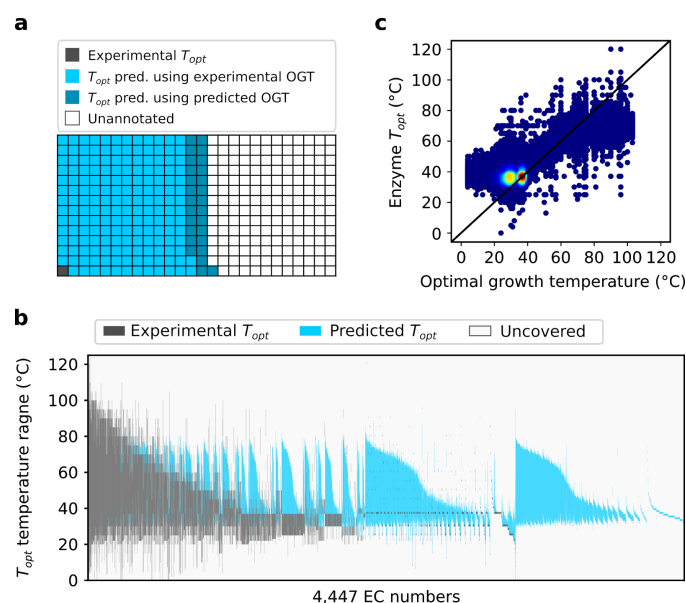 a
Experimental T_opt
T_opt pred. using experimental OGT
T_opt pred. using predicted OGT
Unannotated
c
Enzyme T_opt (°C)
120
100
80
60
40
20
0
0 20 40 60 80 100 120
Optimal growth temperature (°C)
b
Experimental T_opt Predicted T_opt Uncovered
T_opt temperature ragne (°C)
120
100
80
60
40
20
0
4,447 EC numbers